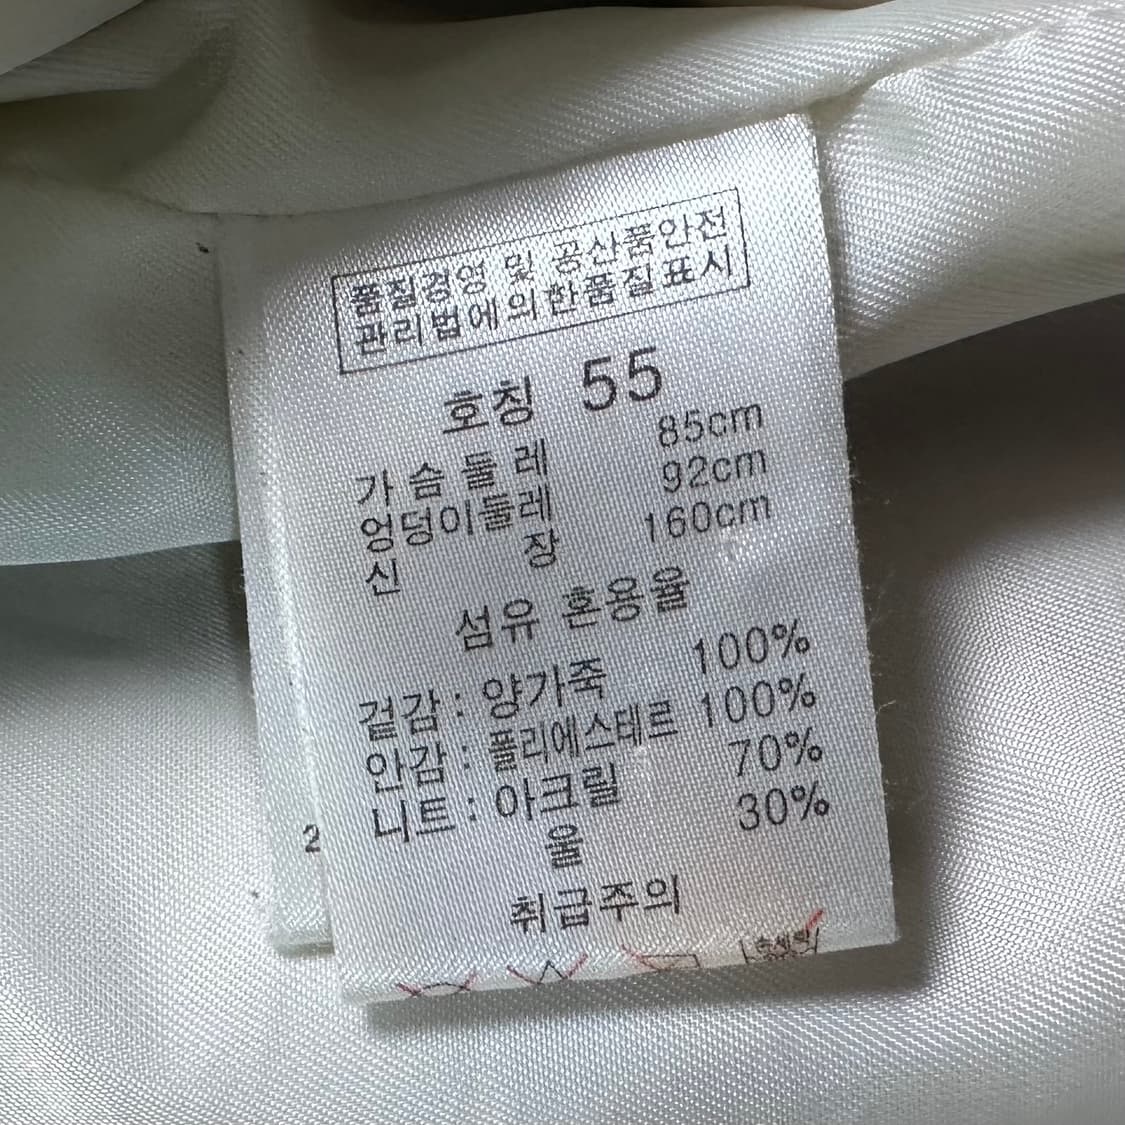 품질경영 및 공산품안전
관리법에의한품질표시
호칭 55
가슴둘레 85cm
엉덩이둘레 92cm
신장 160cm
섬유 혼용율
겉감 : 양가죽 100%
안감 : 폴리에스테르 100%
니트 : 아크릴 70%
울 30%
취급주의
2